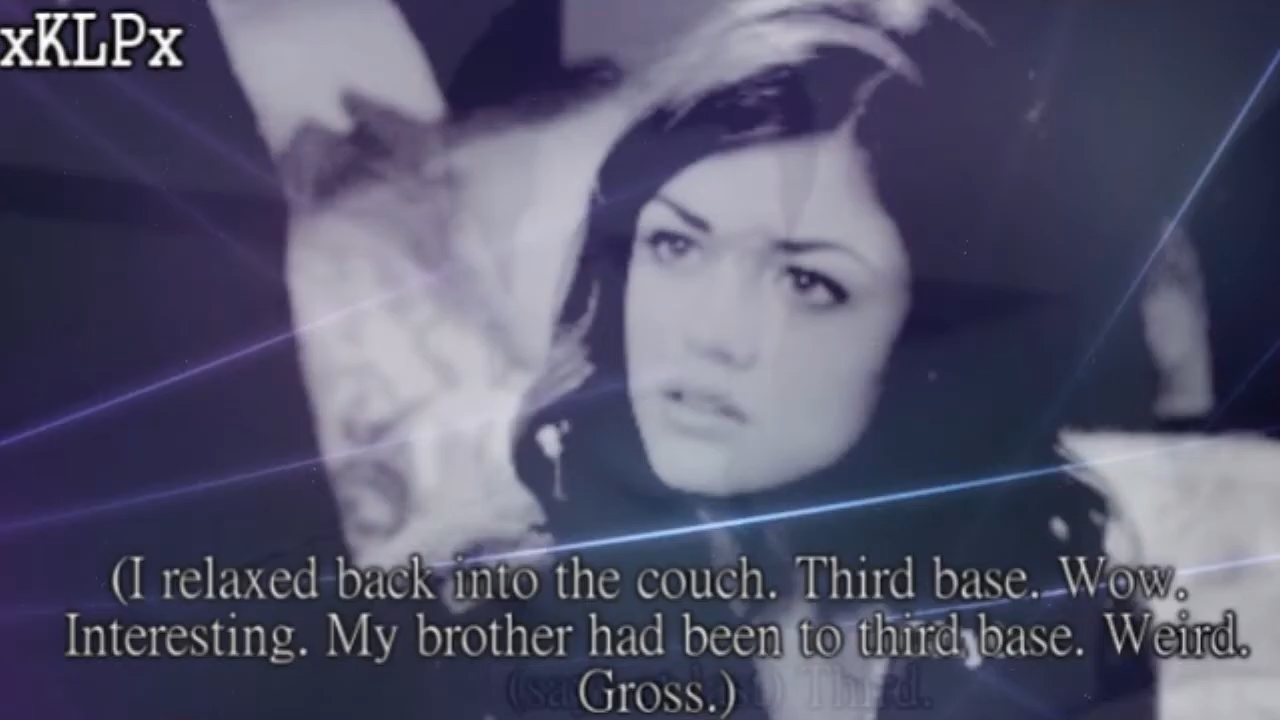 xKLPx
(I relaxed back into the couch. Third base. Wow.
Interesting. My brother had been to third base. Weird.
Gross.)
Third.